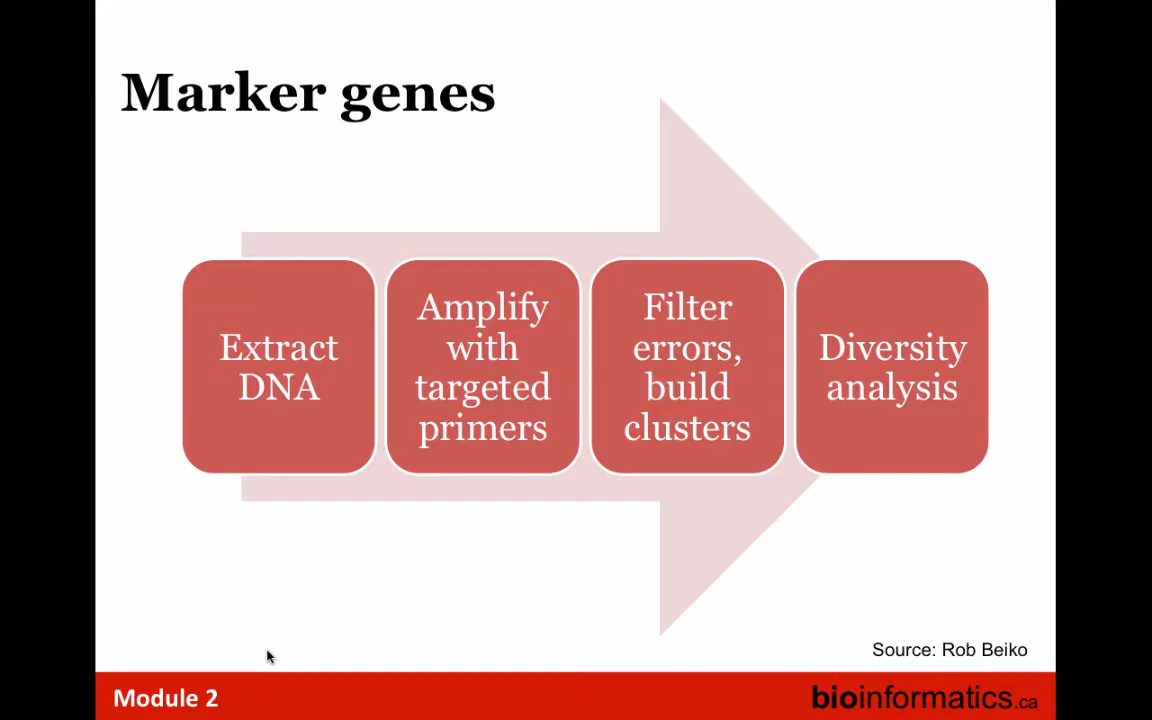 Marker genes
Extract
DNA
Amplify
with
targeted
primers
Filter
errors,
build
clusters
Diversity
analysis
Source: Rob Beiko
Module 2
bioinformatics.ca